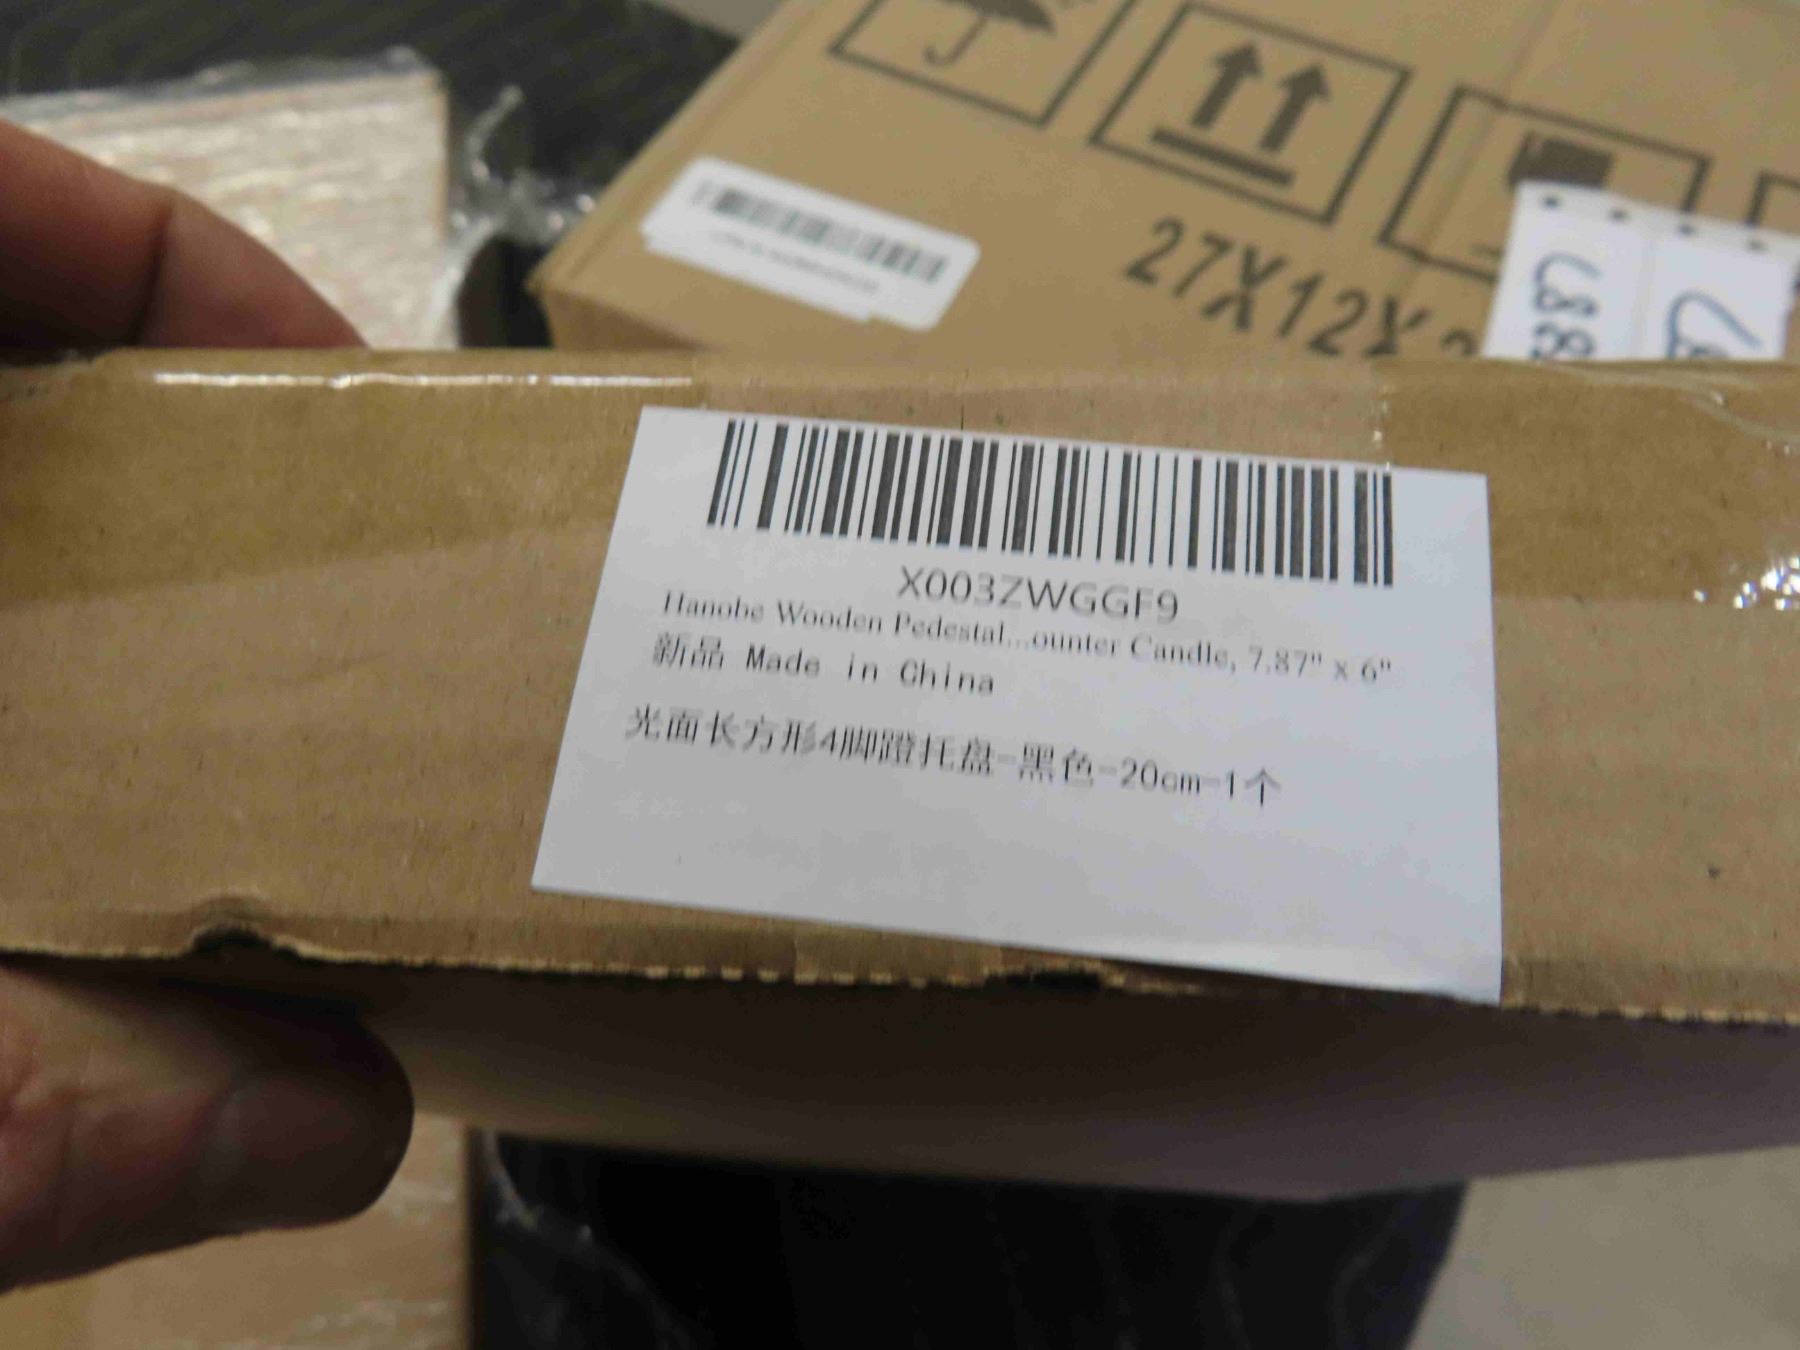 27X12X
X003ZWGGF9
Hanobe Wooden Pedestal...ounter Candle, 7.87" x 6"
新品 Made in China
光面长方形4脚蹬托盘-黑色-20cm-1个